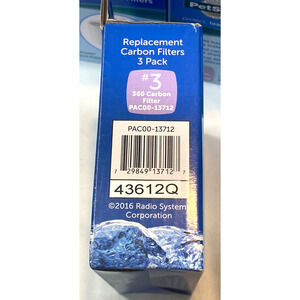 Replacement
Carbon Filters
3 Pack
#3
360 Carbon
Filter
PAC00-13712
PAC00-13712
7 29849 13712 7
43612Q
©2016 Radio System
Corporation
PetS